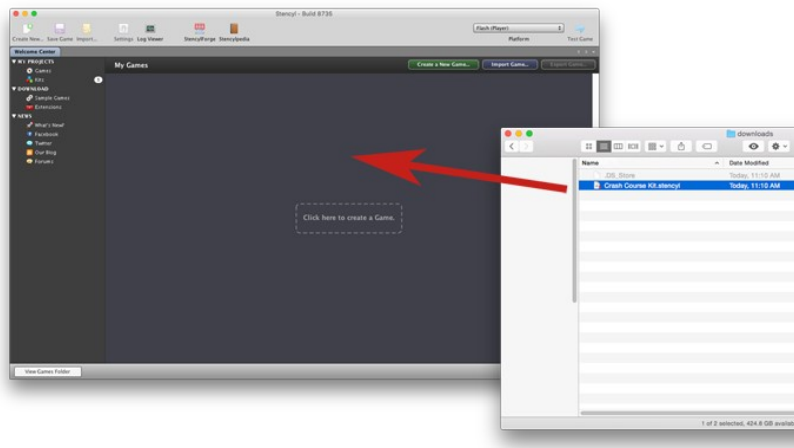 Stencyl - Build 8735
Create New... Save Game Import... Settings Log Viewer StencylForge Stencylpedia Platform Test Game
Flash (Player)
Welcome Center
MY PROJECTS
Games
Kits
DOWNLOAD
Sample Games
Extensions
NEWS
What's New?
Facebook
Twitter
Our Blog
Forums
My Games
Create a New Game...
Import Game...
Export Game...
Click here to create a Game.
View Games Folder
downloads
Name Date Modified
.DS_Store Today, 11:10 AM
Crash Course Kit.stencyl Today, 11:10 AM
1 of 2 selected, 424.8 GB availab